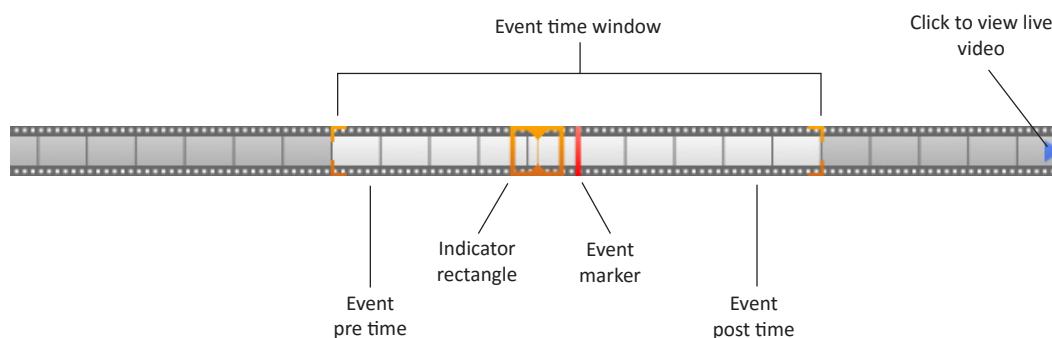 Event time window
Click to view live
video
Indicator
rectangle
Event
marker
Event
pre time
Event
post time